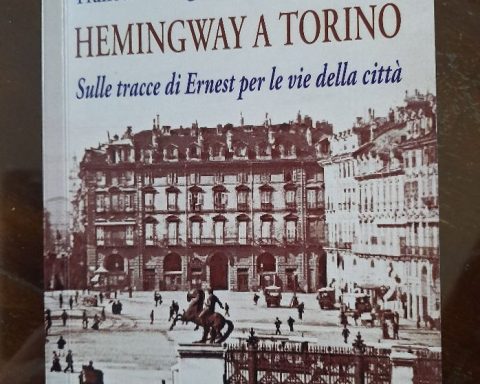 HEMINGWAY A TORINO
Sulle tracce di Ernest per le vie della città